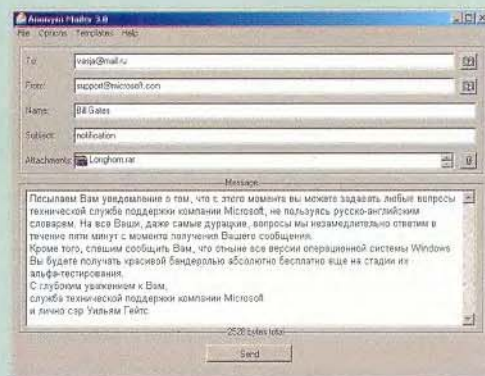 Anonym Mailer 3.0
File Options Templates Help
To: vasja@mail.ru
From: support@microsoft.com
Name: Bill Gates
Subject: notification
Attachments: Longhorn.rar
Message
Посылаем Вам уведомление о том, что с этого момента вы можете задавать любые вопросы
технической службе поддержки компании Microsoft, не пользуясь русско-английским
словарем. На все Ваши, даже самые дурацкие, вопросы мы незамедлительно ответим в
течение пяти минут с момента получения Вашего сообщения.
Кроме того, спешим сообщить Вам, что отныне все версии операционной системы Windows
Вы будете получать красивой бандеролью абсолютно бесплатно еще на стадии их
альфа-тестирования.
С глубоким уважением к Вам,
служба технической поддержки компании Microsoft
и лично сэр Уильям Гейтс.
2528 bytes total
Send